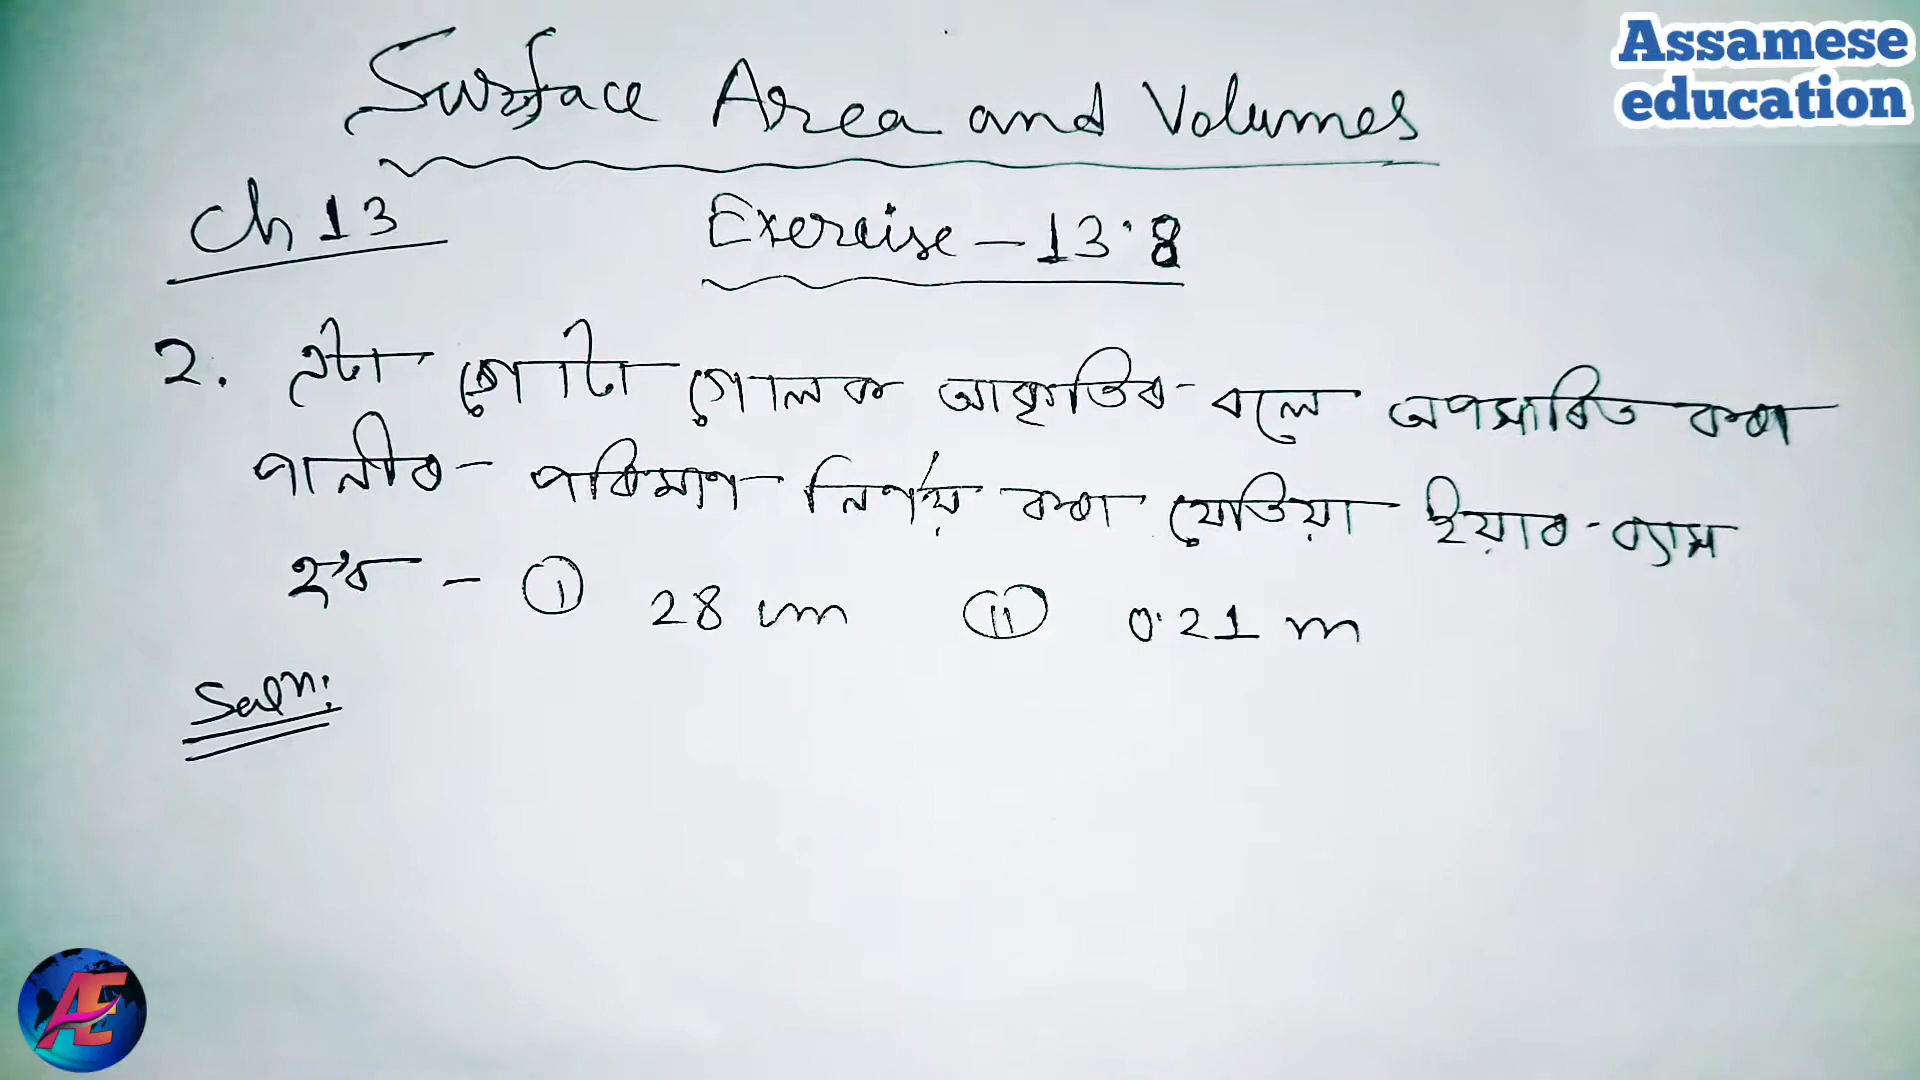 Surface Area and Volumes
Assamese
education
Ch 13
Exercise - 13.8
2. এটা গোটা গোলক আকৃতিৰ বলে অপসাৰিত কৰা
পানীৰ পৰিমাণ নিৰ্ণয় কৰা যেতিয়া ইয়াৰ ব্যাস
হ'ব - (i) 28 cm (ii) 0.21 m
Soln:
AE